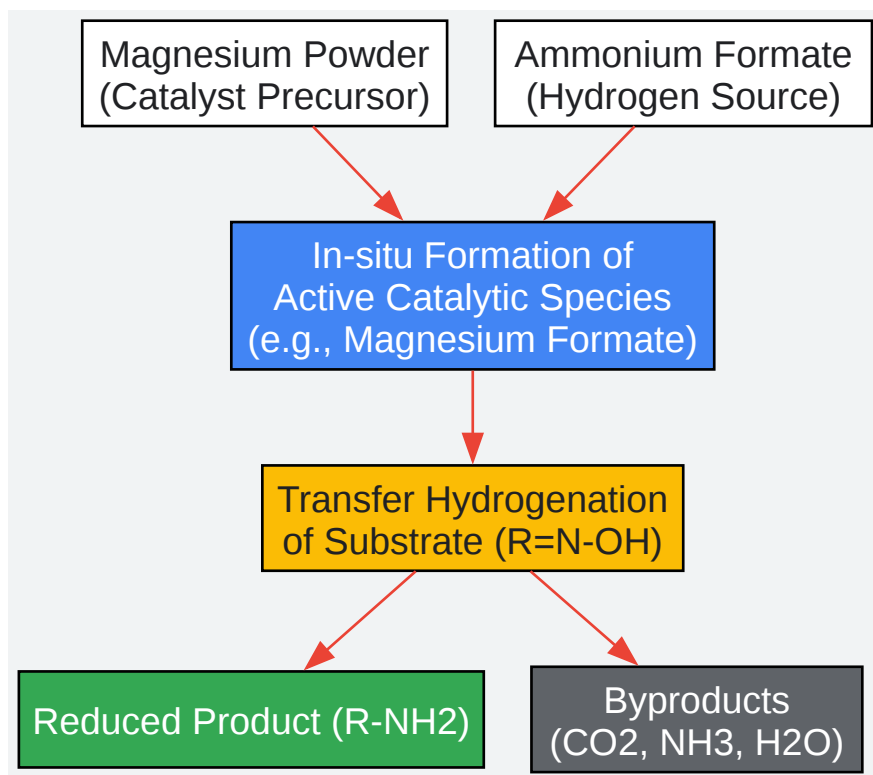 Magnesium Powder
(Catalyst Precursor)
Ammonium Formate
(Hydrogen Source)
In-situ Formation of
Active Catalytic Species
(e.g., Magnesium Formate)
Transfer Hydrogenation
of Substrate (R=N-OH)
Reduced Product (R-NH2)
Byproducts
(CO2, NH3, H2O)